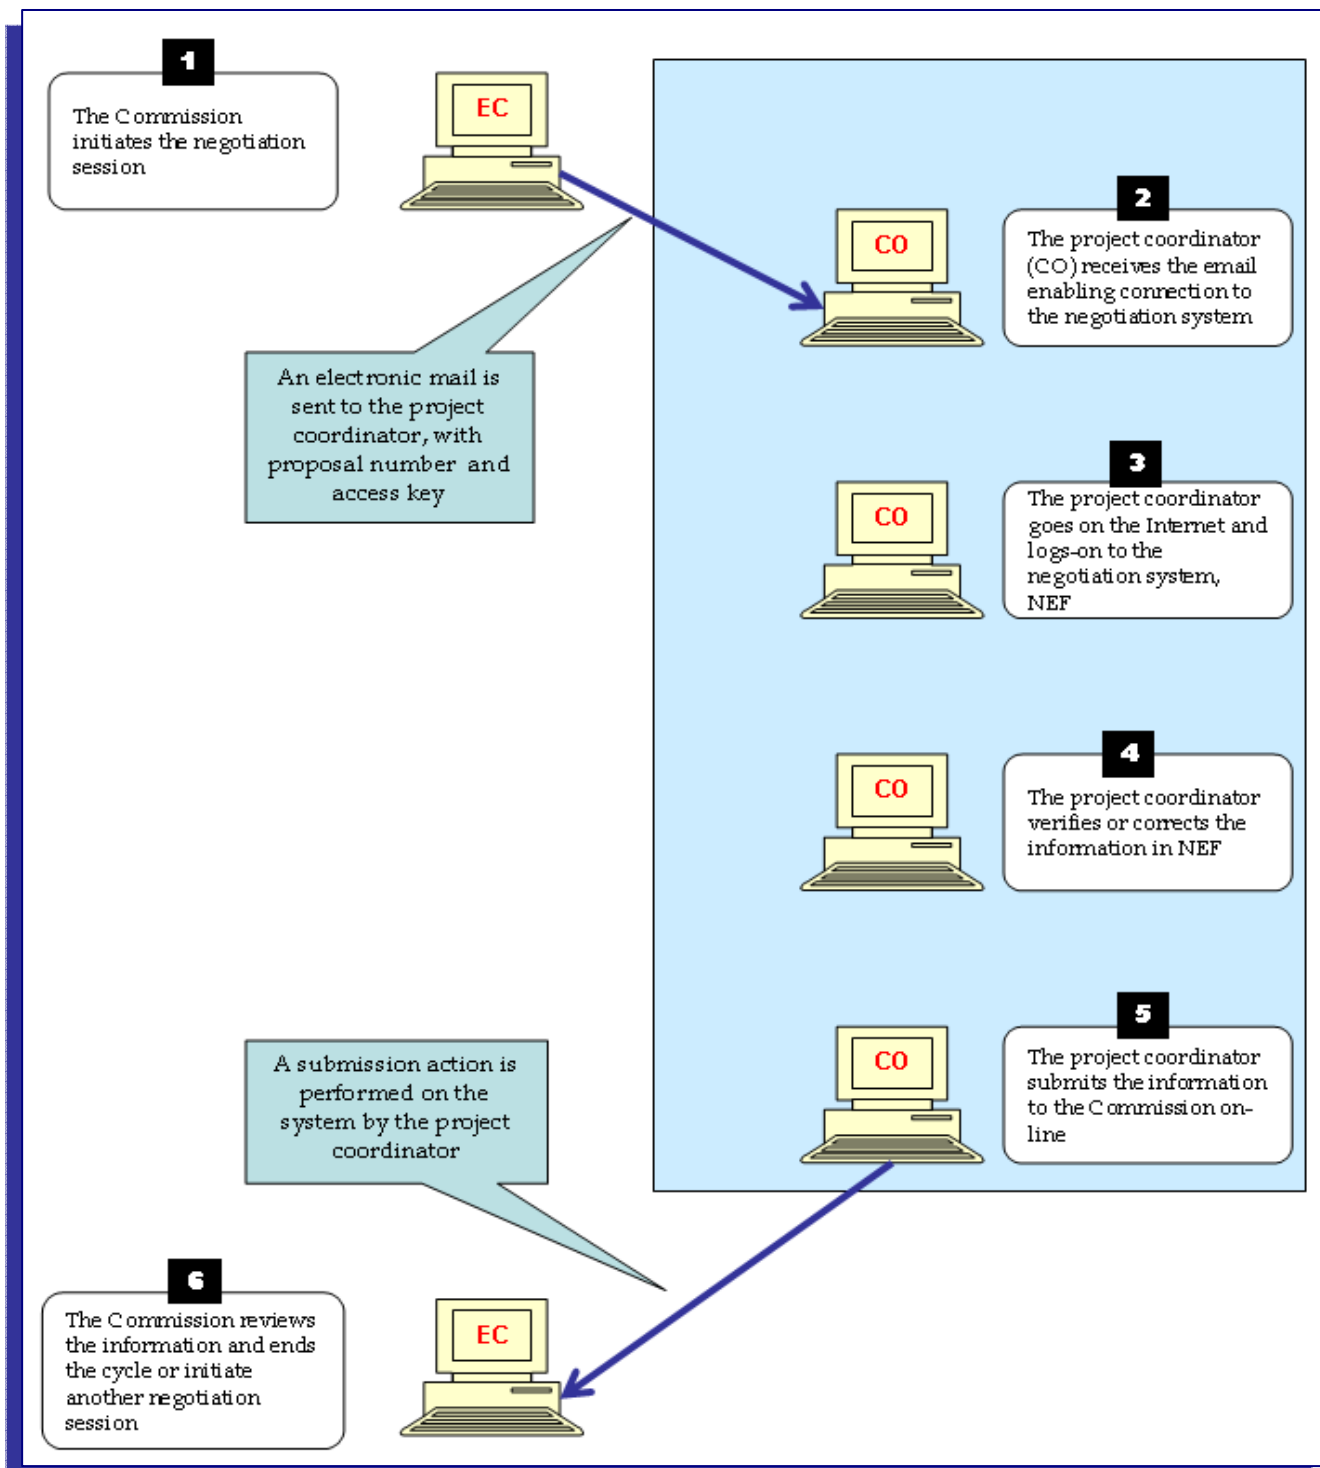 1
The Commission
initiates the negotiation
session
EC
2
CO
The project coordinator
(CO) receives the email
enabling connection to
the negotiation system
An electronic mail is
sent to the project
coordinator, with
proposal number and
access key
3
CO
The project coordinator
goes on the Internet and
logs-on to the
negotiation system,
NEF
4
CO
The project coordinator
verifies or corrects the
information in NEF
5
CO
The project coordinator
submits the information
to the Commission on-
line
A submission action is
performed on the
system by the project
coordinator
6
The Commission reviews
the information and ends
the cycle or initiate
another negotiation
session
EC